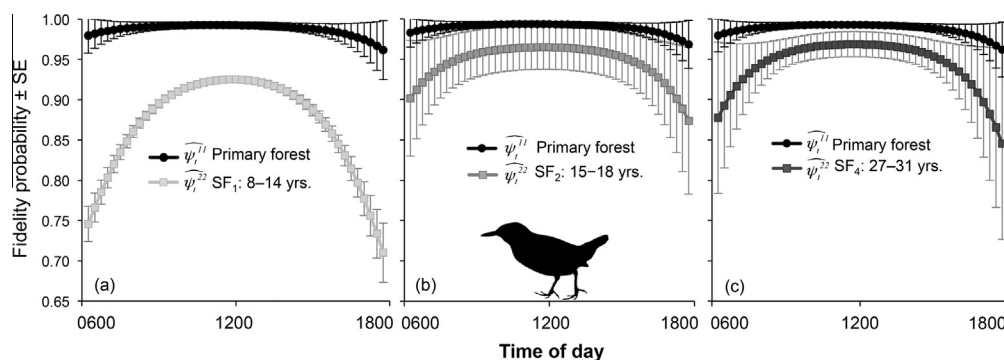 Fidelity probability ± SE
1.00
0.95
0.90
0.85
0.80
0.75
0.70
0.65
ψ̂ₜ¹¹ Primary forest
ψ̂ₜ²² SF₁: 8–14 yrs.
(a)
0600 1200 1800
ψ̂ₜ¹¹ Primary forest
ψ̂ₜ²² SF₂: 15–18 yrs.
(b)
0600 1200 1800
ψ̂ₜ¹¹ Primary forest
ψ̂ₜ²² SF₄: 27–31 yrs.
(c)
0600 1200 1800
Time of day